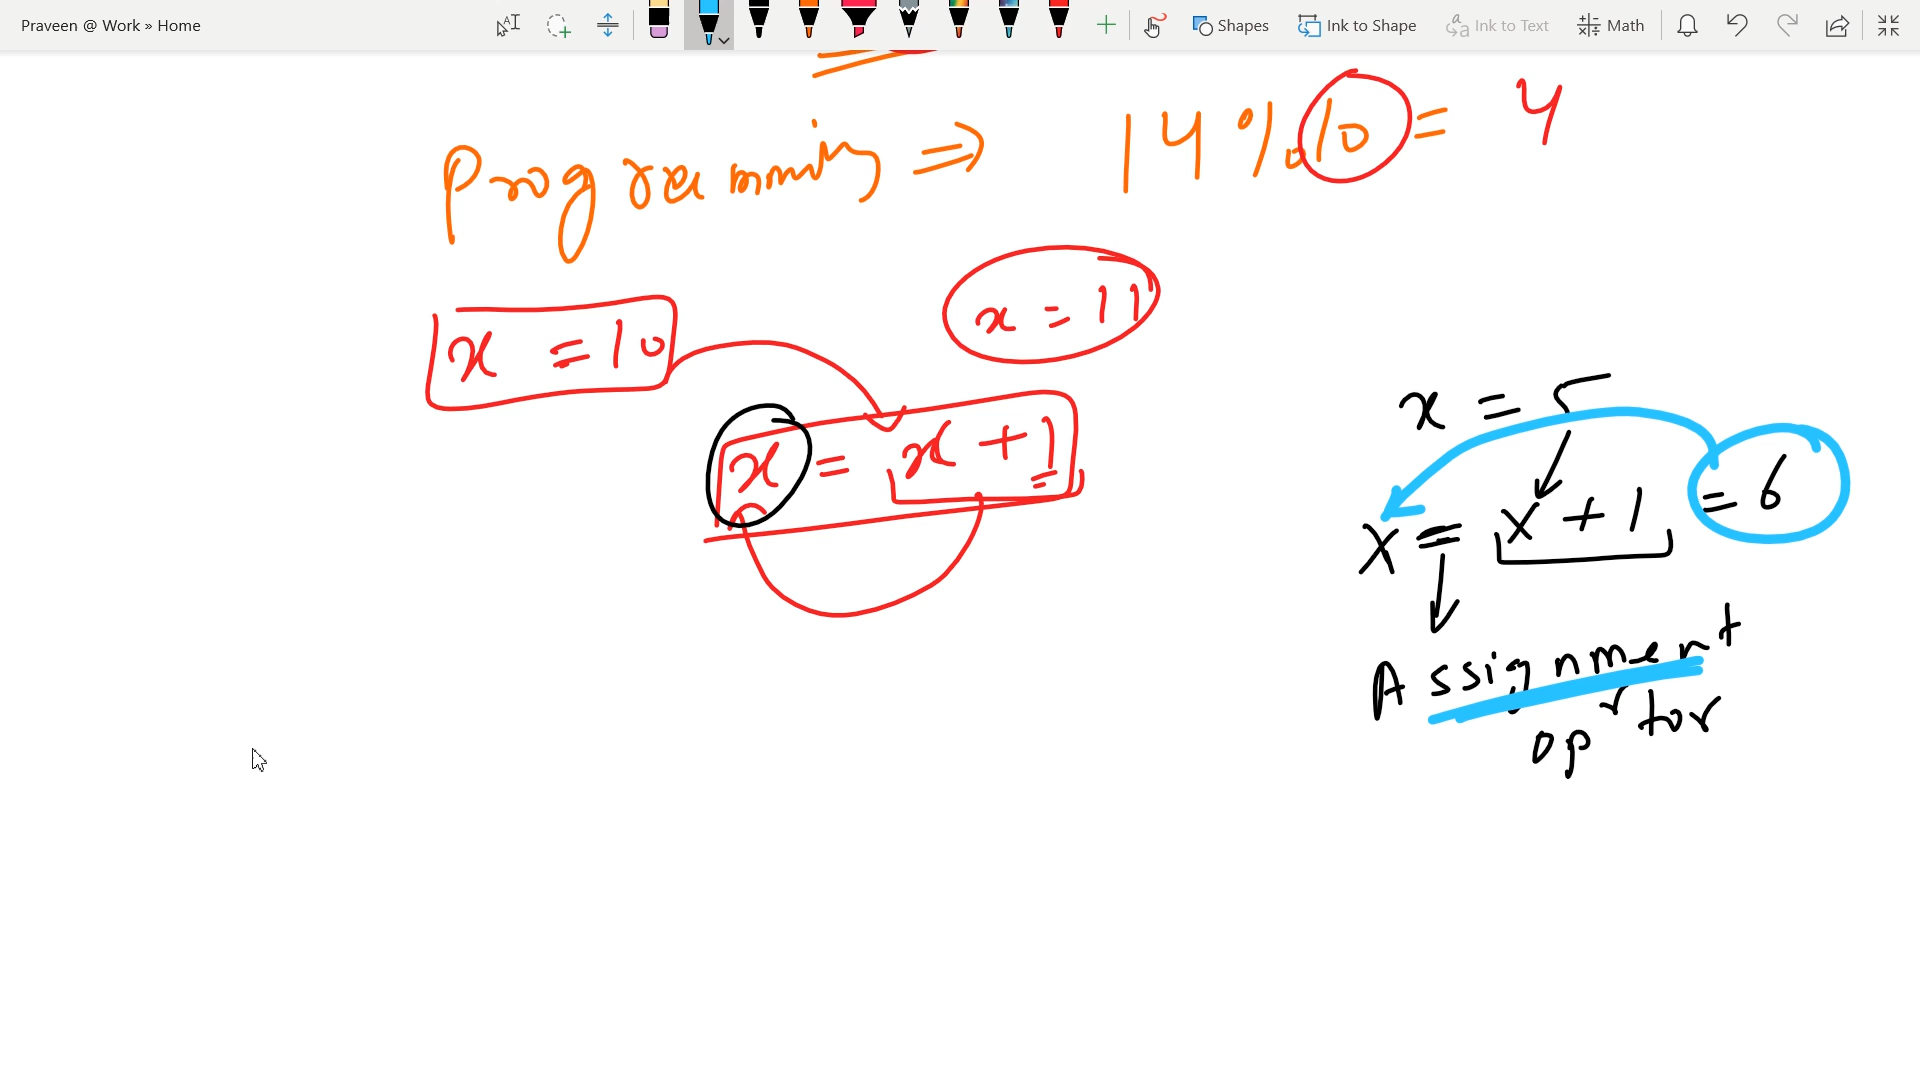 Praveen @ Work » Home
Shapes
Ink to Shape
Ink to Text
Math
Programming ⇒ 14 % 10 = 4
x = 10
x = 11
x = x + 1
x = 5
x = x + 1 = 6
Assignment
oprtor